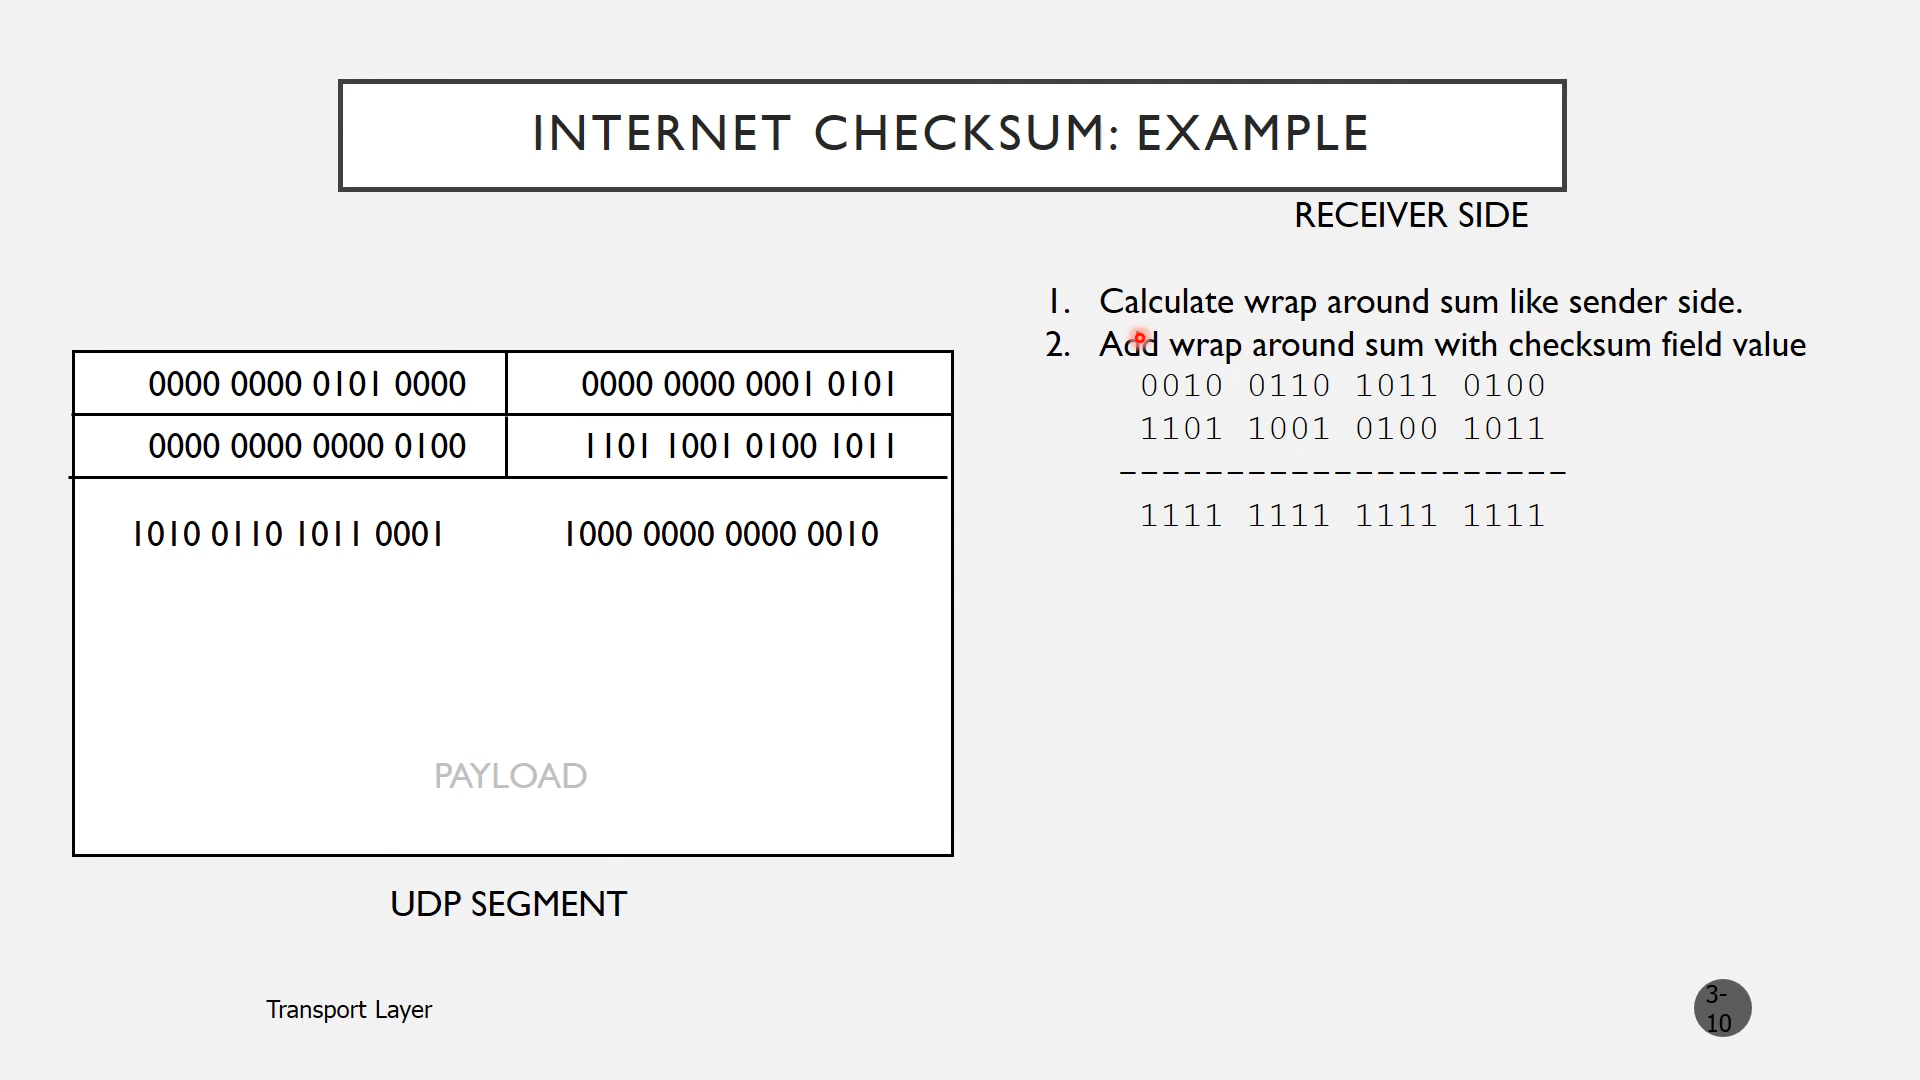 INTERNET CHECKSUM: EXAMPLE
RECEIVER SIDE
1. Calculate wrap around sum like sender side.
2. Add wrap around sum with checksum field value
0010 0110 1011 0100
1101 1001 0100 1011
---------------------
1111 1111 1111 1111
0000 0000 0101 0000 0000 0000 0001 0101
0000 0000 0000 0100 1101 1001 0100 1011
1010 0110 1011 0001 1000 0000 0000 0010
PAYLOAD
UDP SEGMENT
Transport Layer
3-
10